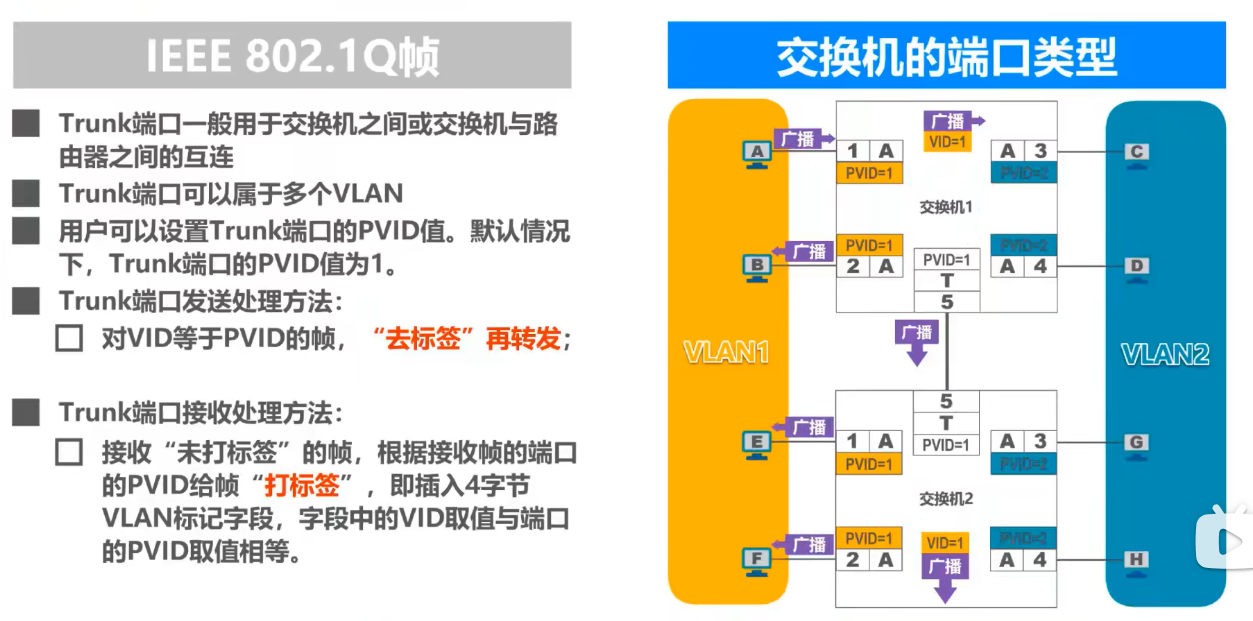 IEEE 802.1Q帧
Trunk端口一般用于交换机之间或交换机与路
由器之间的互连
Trunk端口可以属于多个VLAN
用户可以设置Trunk端口的PVID值。默认情况
下，Trunk端口的PVID值为1。
Trunk端口发送处理方法：
对VID等于PVID的帧，“去标签”再转发；
Trunk端口接收处理方法：
接收“未打标签”的帧，根据接收帧的端口
的PVID给帧“打标签”，即插入4字节
VLAN标记字段，字段中的VID取值与端口
的PVID取值相等。
交换机的端口类型
广播
VID=1
A
广播
1 A
PVID=1
A 3
PVID=2
C
交换机1
B
广播
PVID=1
2 A
PVID=1
T
5
PVID=2
A 4
D
广播
VLAN1
VLAN2
5
T
PVID=1
E
广播
1 A
PVID=1
A 3
PVID=2
G
交换机2
F
广播
PVID=1
2 A
VID=1
广播
PVID=2
A 4
H